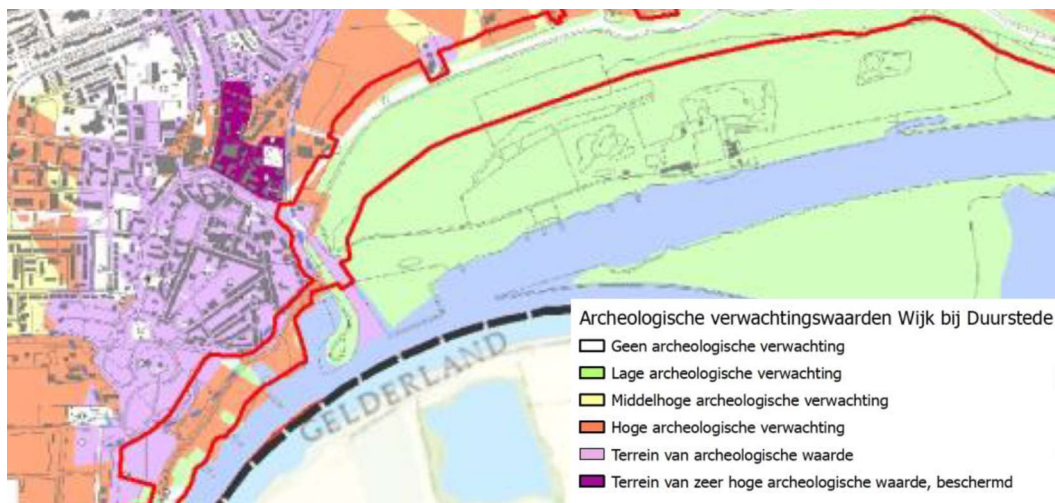 GELDERLAND
Archeologische verwachtingswaarden Wijk bij Duurstede
Geen archeologische verwachting
Lage archeologische verwachting
Middelhoge archeologische verwachting
Hoge archeologische verwachting
Terrein van archeologische waarde
Terrein van zeer hoge archeologische waarde, beschermd